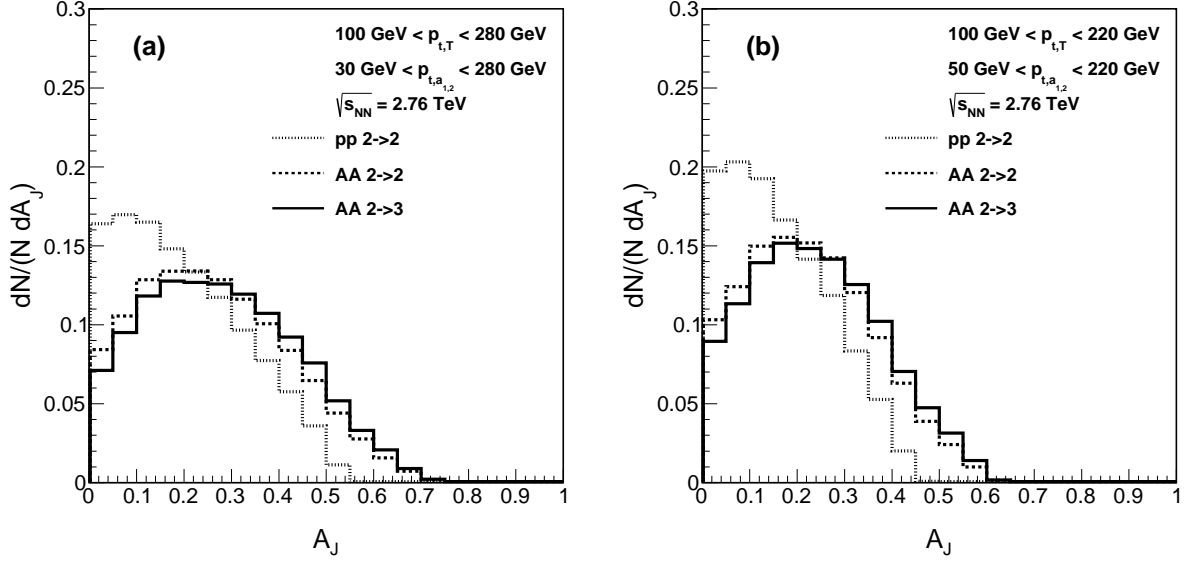 dN/(N dA_J)
0.3
0.25
0.2
0.15
0.1
0.05
0
(a)
100 GeV < p_{t,T} < 280 GeV
30 GeV < p_{t,a_{1,2}} < 280 GeV
√s_{NN} = 2.76 TeV
pp 2->2
AA 2->2
AA 2->3
0 0.1 0.2 0.3 0.4 0.5 0.6 0.7 0.8 0.9 1
A_J
dN/(N dA_J)
0.3
0.25
0.2
0.15
0.1
0.05
0
(b)
100 GeV < p_{t,T} < 220 GeV
50 GeV < p_{t,a_{1,2}} < 220 GeV
√s_{NN} = 2.76 TeV
pp 2->2
AA 2->2
AA 2->3
0 0.1 0.2 0.3 0.4 0.5 0.6 0.7 0.8 0.9 1
A_J